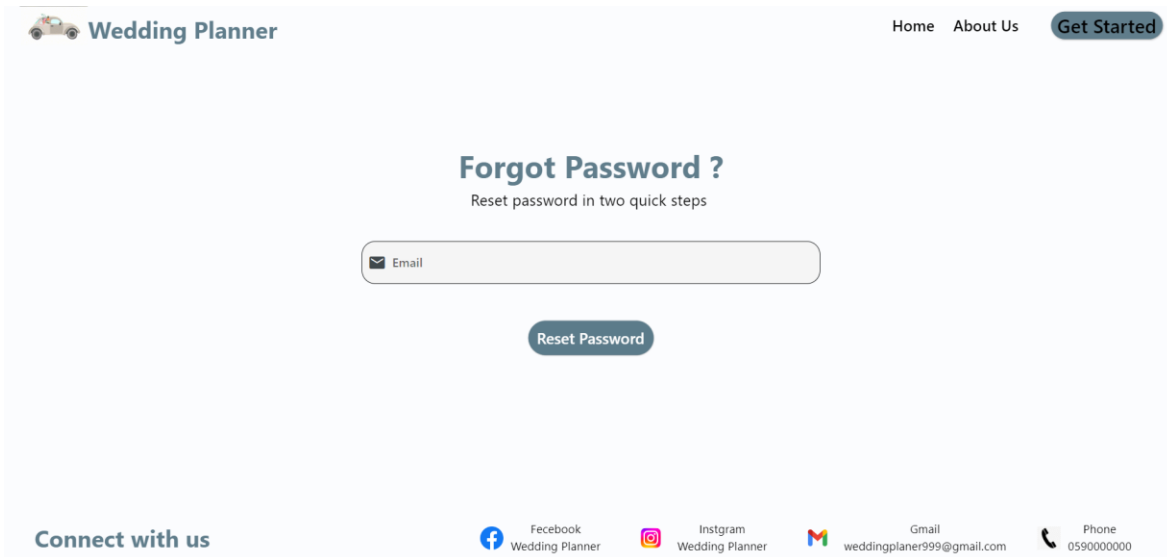 Wedding Planner
Home
About Us
Get Started
Forgot Password ?
Reset password in two quick steps
Email
Reset Password
Connect with us
Fecebook
Wedding Planner
Instgram
Wedding Planner
Gmail
weddingplaner999@gmail.com
Phone
0590000000